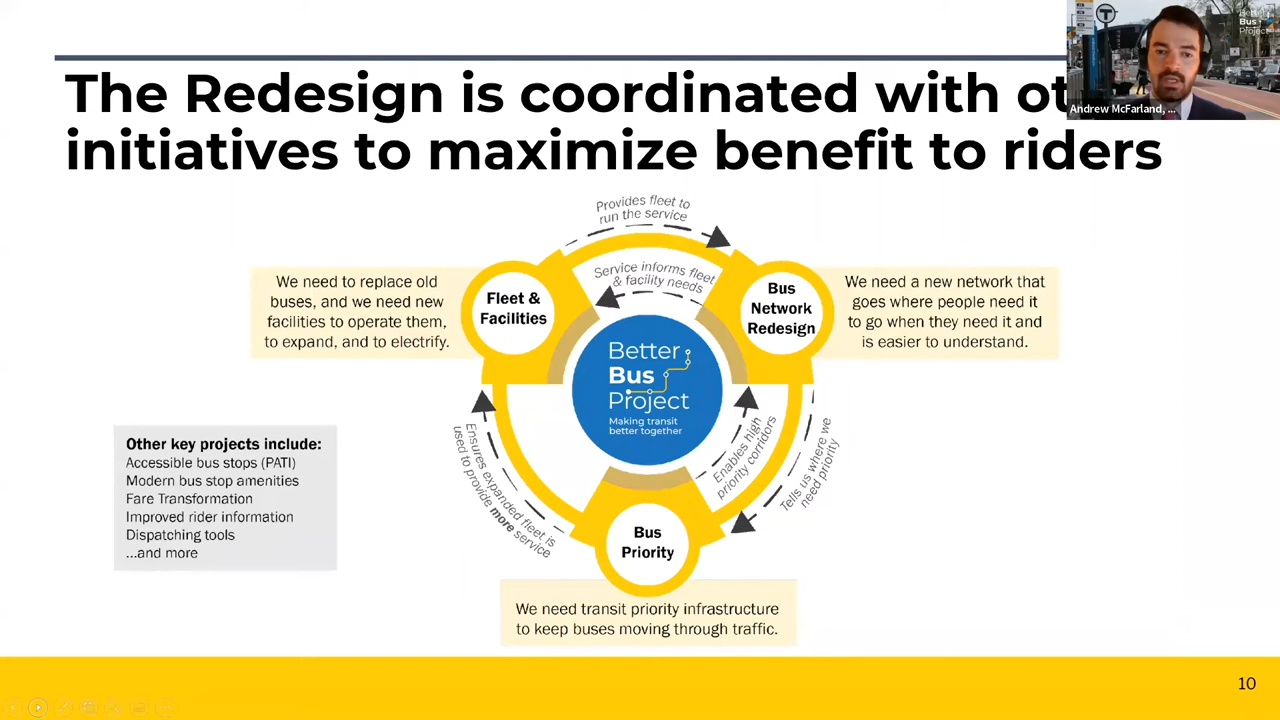 The Redesign is coordinated with ot
initiatives to maximize benefit to riders
Better
Bus
Project
T
Andrew McFarland, ...
Provides fleet to
run the service
Service informs fleet
& facility needs
We need to replace old
buses, and we need new
facilities to operate them,
to expand, and to electrify.
Fleet &
Facilities
Bus
Network
Redesign
We need a new network that
goes where people need it
to go when they need it and
is easier to understand.
Better
Bus
Project
Making transit
better together
Ensures expanded fleet is
used to provide more service
Enables high
priority corridors
Tells us where we
need priority
Other key projects include:
Accessible bus stops (PATI)
Modern bus stop amenities
Fare Transformation
Improved rider information
Dispatching tools
...and more
Bus
Priority
We need transit priority infrastructure
to keep buses moving through traffic.
10